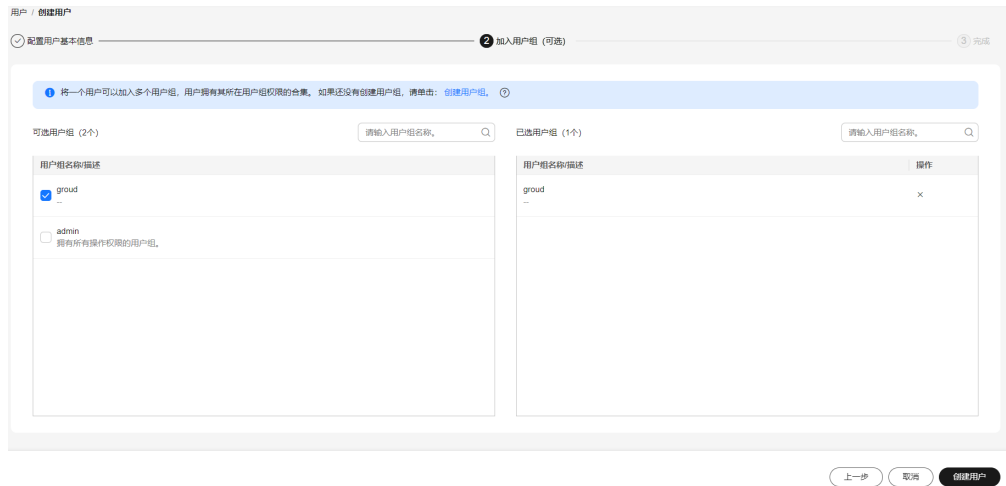 用户 / 创建用户
配置用户基本信息 2 加入用户组 (可选) 3 完成
将一个用户可以加入多个用户组，用户拥有其所在用户组权限的合集。如果还没有创建用户组，请单击：创建用户组。
可选用户组 (2个) 请输入用户组名称。 已选用户组 (1个) 请输入用户组名称。
用户组名称/描述 用户组名称/描述 操作
groud groud
-- --
admin
拥有所有操作权限的用户组。
上一步 取消 创建用户